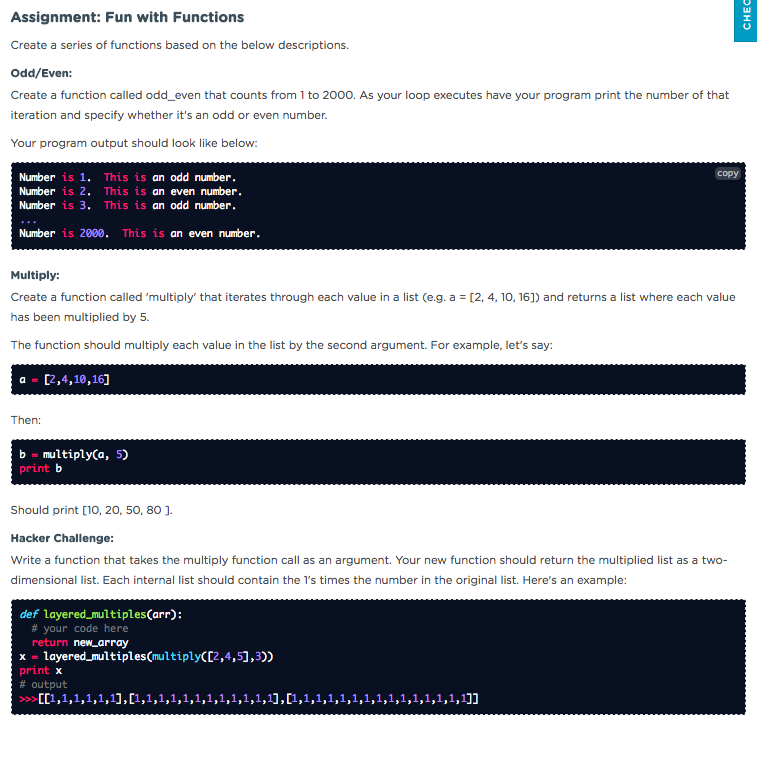 Assignment: Fun with Functions
CHEC
Create a series of functions based on the below descriptions.
Odd/Even:
Create a function called odd_even that counts from 1 to 2000. As your loop executes have your program print the number of that
iteration and specify whether it's an odd or even number.
Your program output should look like below:
copy
Number is 1.  This is an odd number.
Number is 2.  This is an even number.
Number is 3.  This is an odd number.
...
Number is 2000.  This is an even number.
Multiply:
Create a function called 'multiply' that iterates through each value in a list (e.g. a = [2, 4, 10, 16]) and returns a list where each value
has been multiplied by 5.
The function should multiply each value in the list by the second argument. For example, let's say:
a = [2,4,10,16]
Then:
b = multiply(a, 5)
print b
Should print [10, 20, 50, 80 ].
Hacker Challenge:
Write a function that takes the multiply function call as an argument. Your new function should return the multiplied list as a two-
dimensional list. Each internal list should contain the 1's times the number in the original list. Here's an example:
def layered_multiples(arr):
  # your code here
  return new_array
x = layered_multiples(multiply([2,4,5],3))
print x
# output
>>>[[1,1,1,1,1,1],[1,1,1,1,1,1,1,1,1,1,1,1],[1,1,1,1,1,1,1,1,1,1,1,1,1,1,1]]